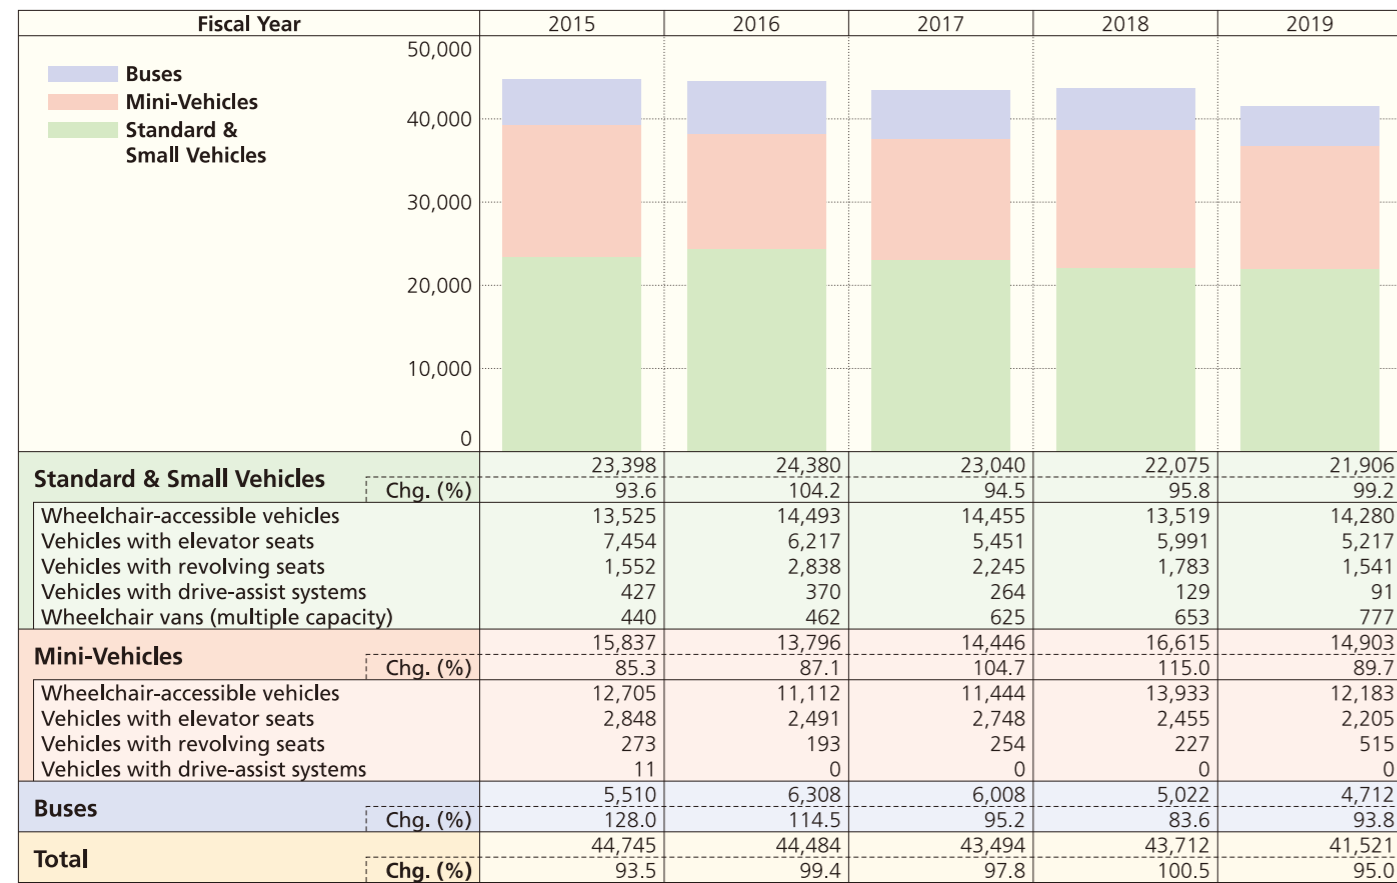 Fiscal Year 2015 2016 2017 2018 2019
50,000
Buses
Mini-Vehicles
40,000
Standard &
Small Vehicles
30,000
20,000
10,000
0
Standard & Small Vehicles 23,398 24,380 23,040 22,075 21,906
Chg. (%) 93.6 104.2 94.5 95.8 99.2
Wheelchair-accessible vehicles 13,525 14,493 14,455 13,519 14,280
Vehicles with elevator seats 7,454 6,217 5,451 5,991 5,217
Vehicles with revolving seats 1,552 2,838 2,245 1,783 1,541
Vehicles with drive-assist systems 427 370 264 129 91
Wheelchair vans (multiple capacity) 440 462 625 653 777
Mini-Vehicles 15,837 13,796 14,446 16,615 14,903
Chg. (%) 85.3 87.1 104.7 115.0 89.7
Wheelchair-accessible vehicles 12,705 11,112 11,444 13,933 12,183
Vehicles with elevator seats 2,848 2,491 2,748 2,455 2,205
Vehicles with revolving seats 273 193 254 227 515
Vehicles with drive-assist systems 11 0 0 0 0
Buses 5,510 6,308 6,008 5,022 4,712
Chg. (%) 128.0 114.5 95.2 83.6 93.8
Total 44,745 44,484 43,494 43,712 41,521
Chg. (%) 93.5 99.4 97.8 100.5 95.0